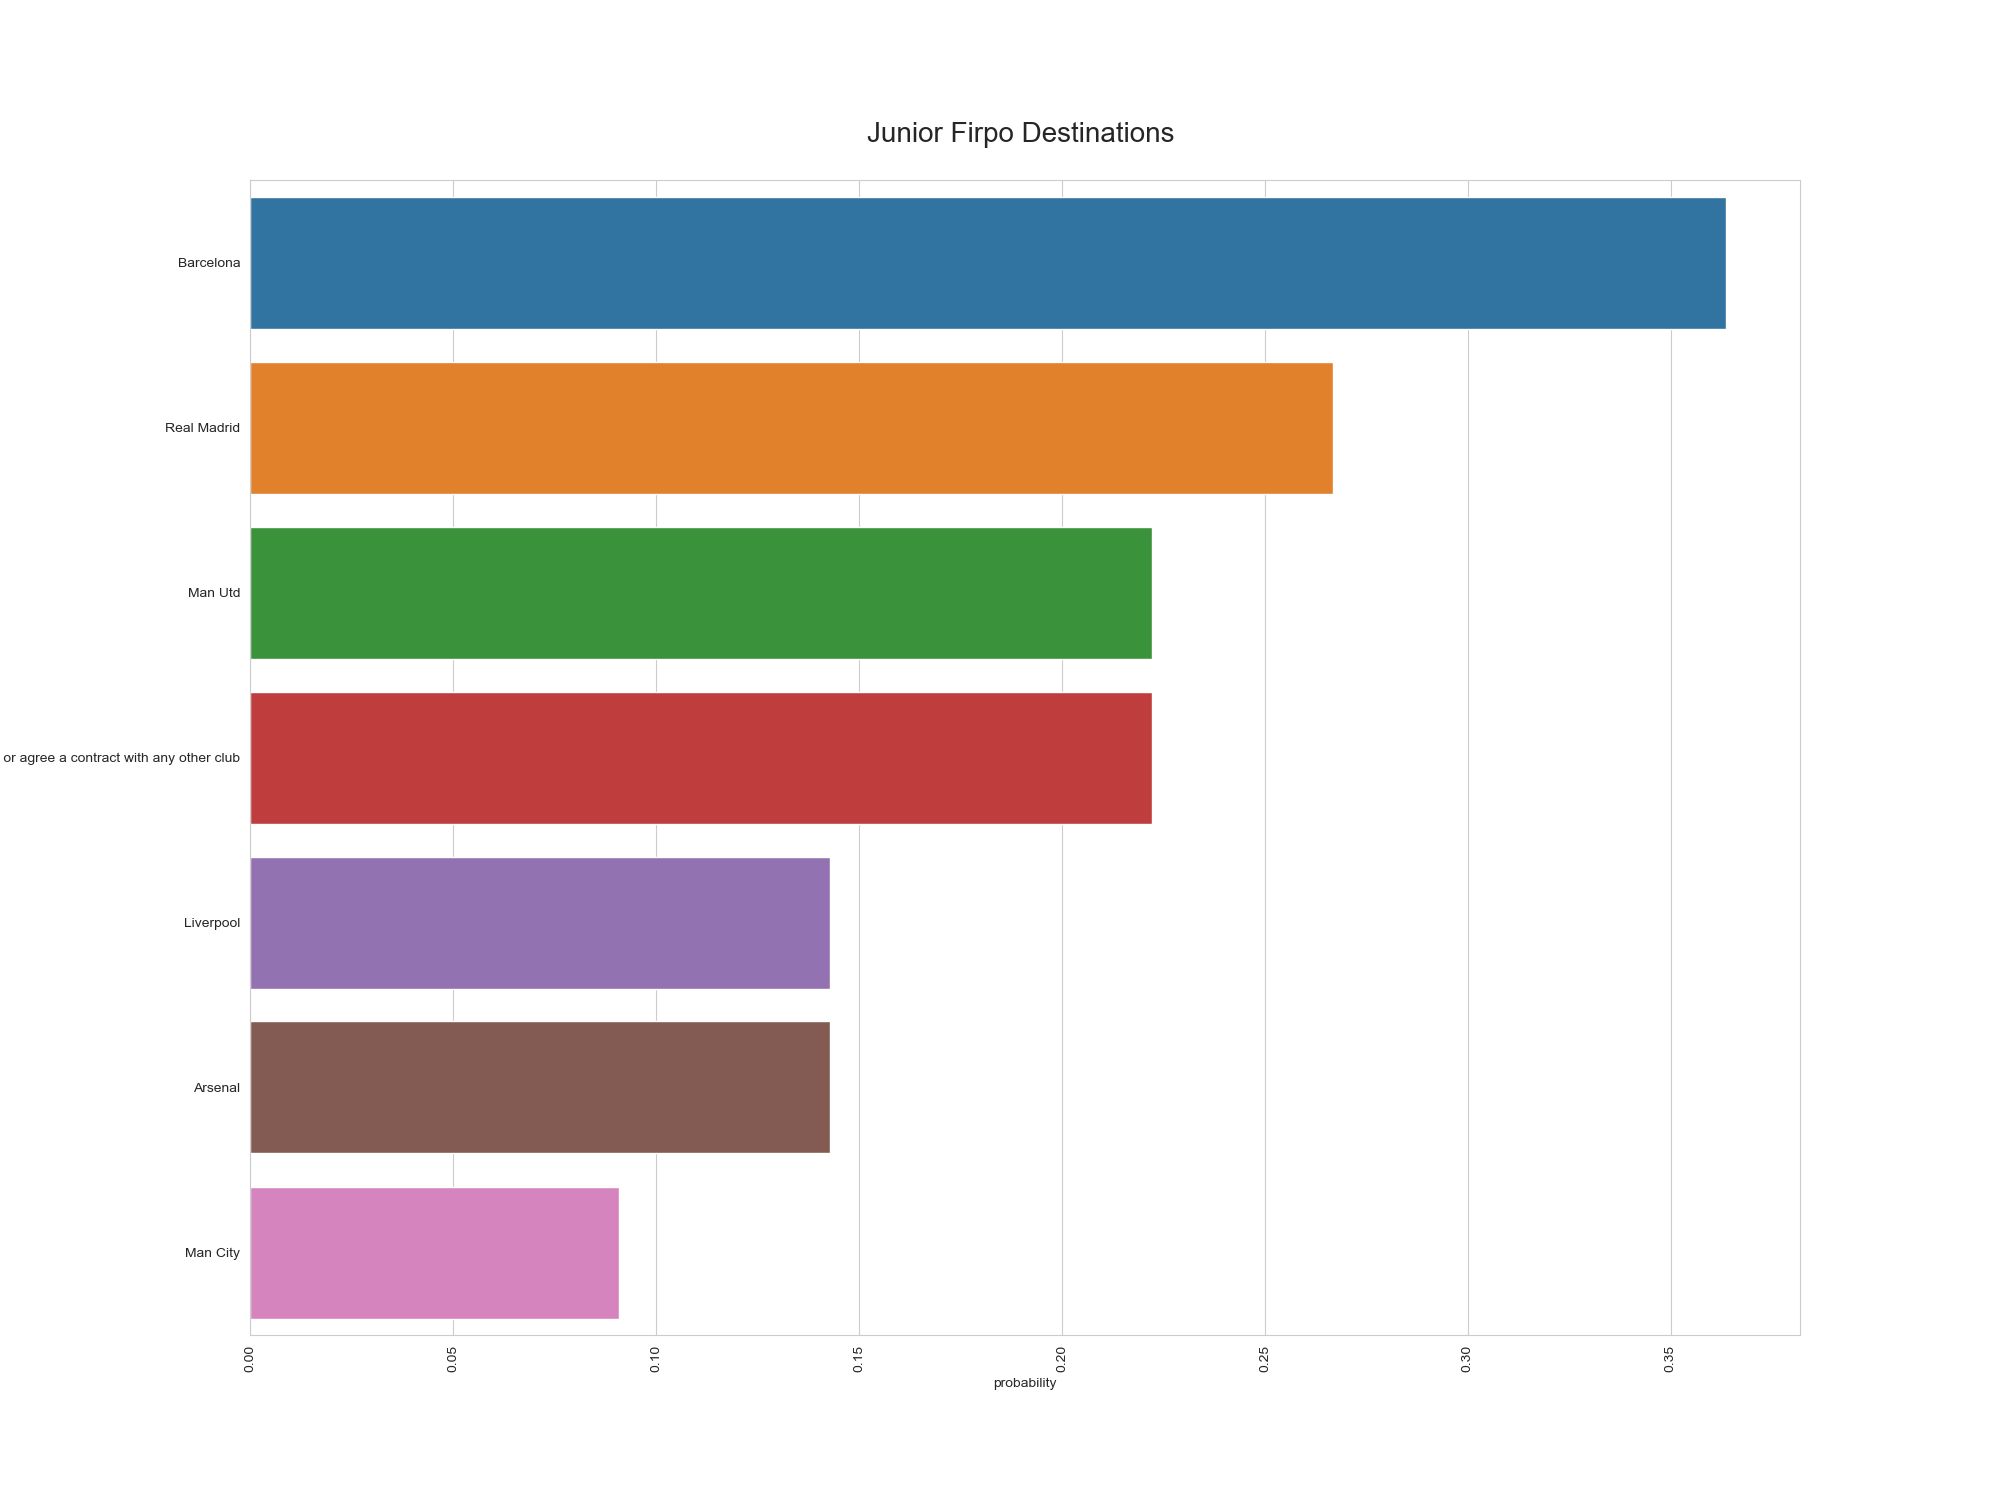 Junior Firpo Destinations
Barcelona
Real Madrid
Man Utd
or agree a contract with any other club
Liverpool
Arsenal
Man City
0.00 0.05 0.10 0.15 0.20 0.25 0.30 0.35
probability